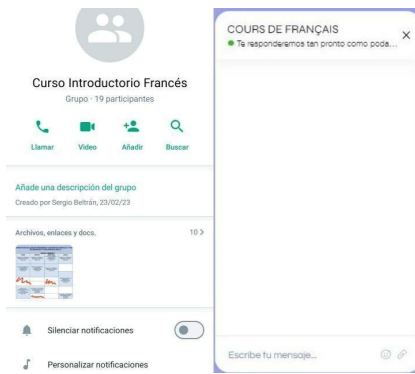 Curso Introductorio Francés
Grupo · 19 participantes
Llamar Video Añadir Buscar
Añade una descripción del grupo
Creado por Sergio Beltrán, 23/02/23
Archivos, enlaces y docs. 10 >
Silenciar notificaciones
Personalizar notificaciones
COURS DE FRANÇAIS
Te responderemos tan pronto como poda...
Escribe tu mensaje...